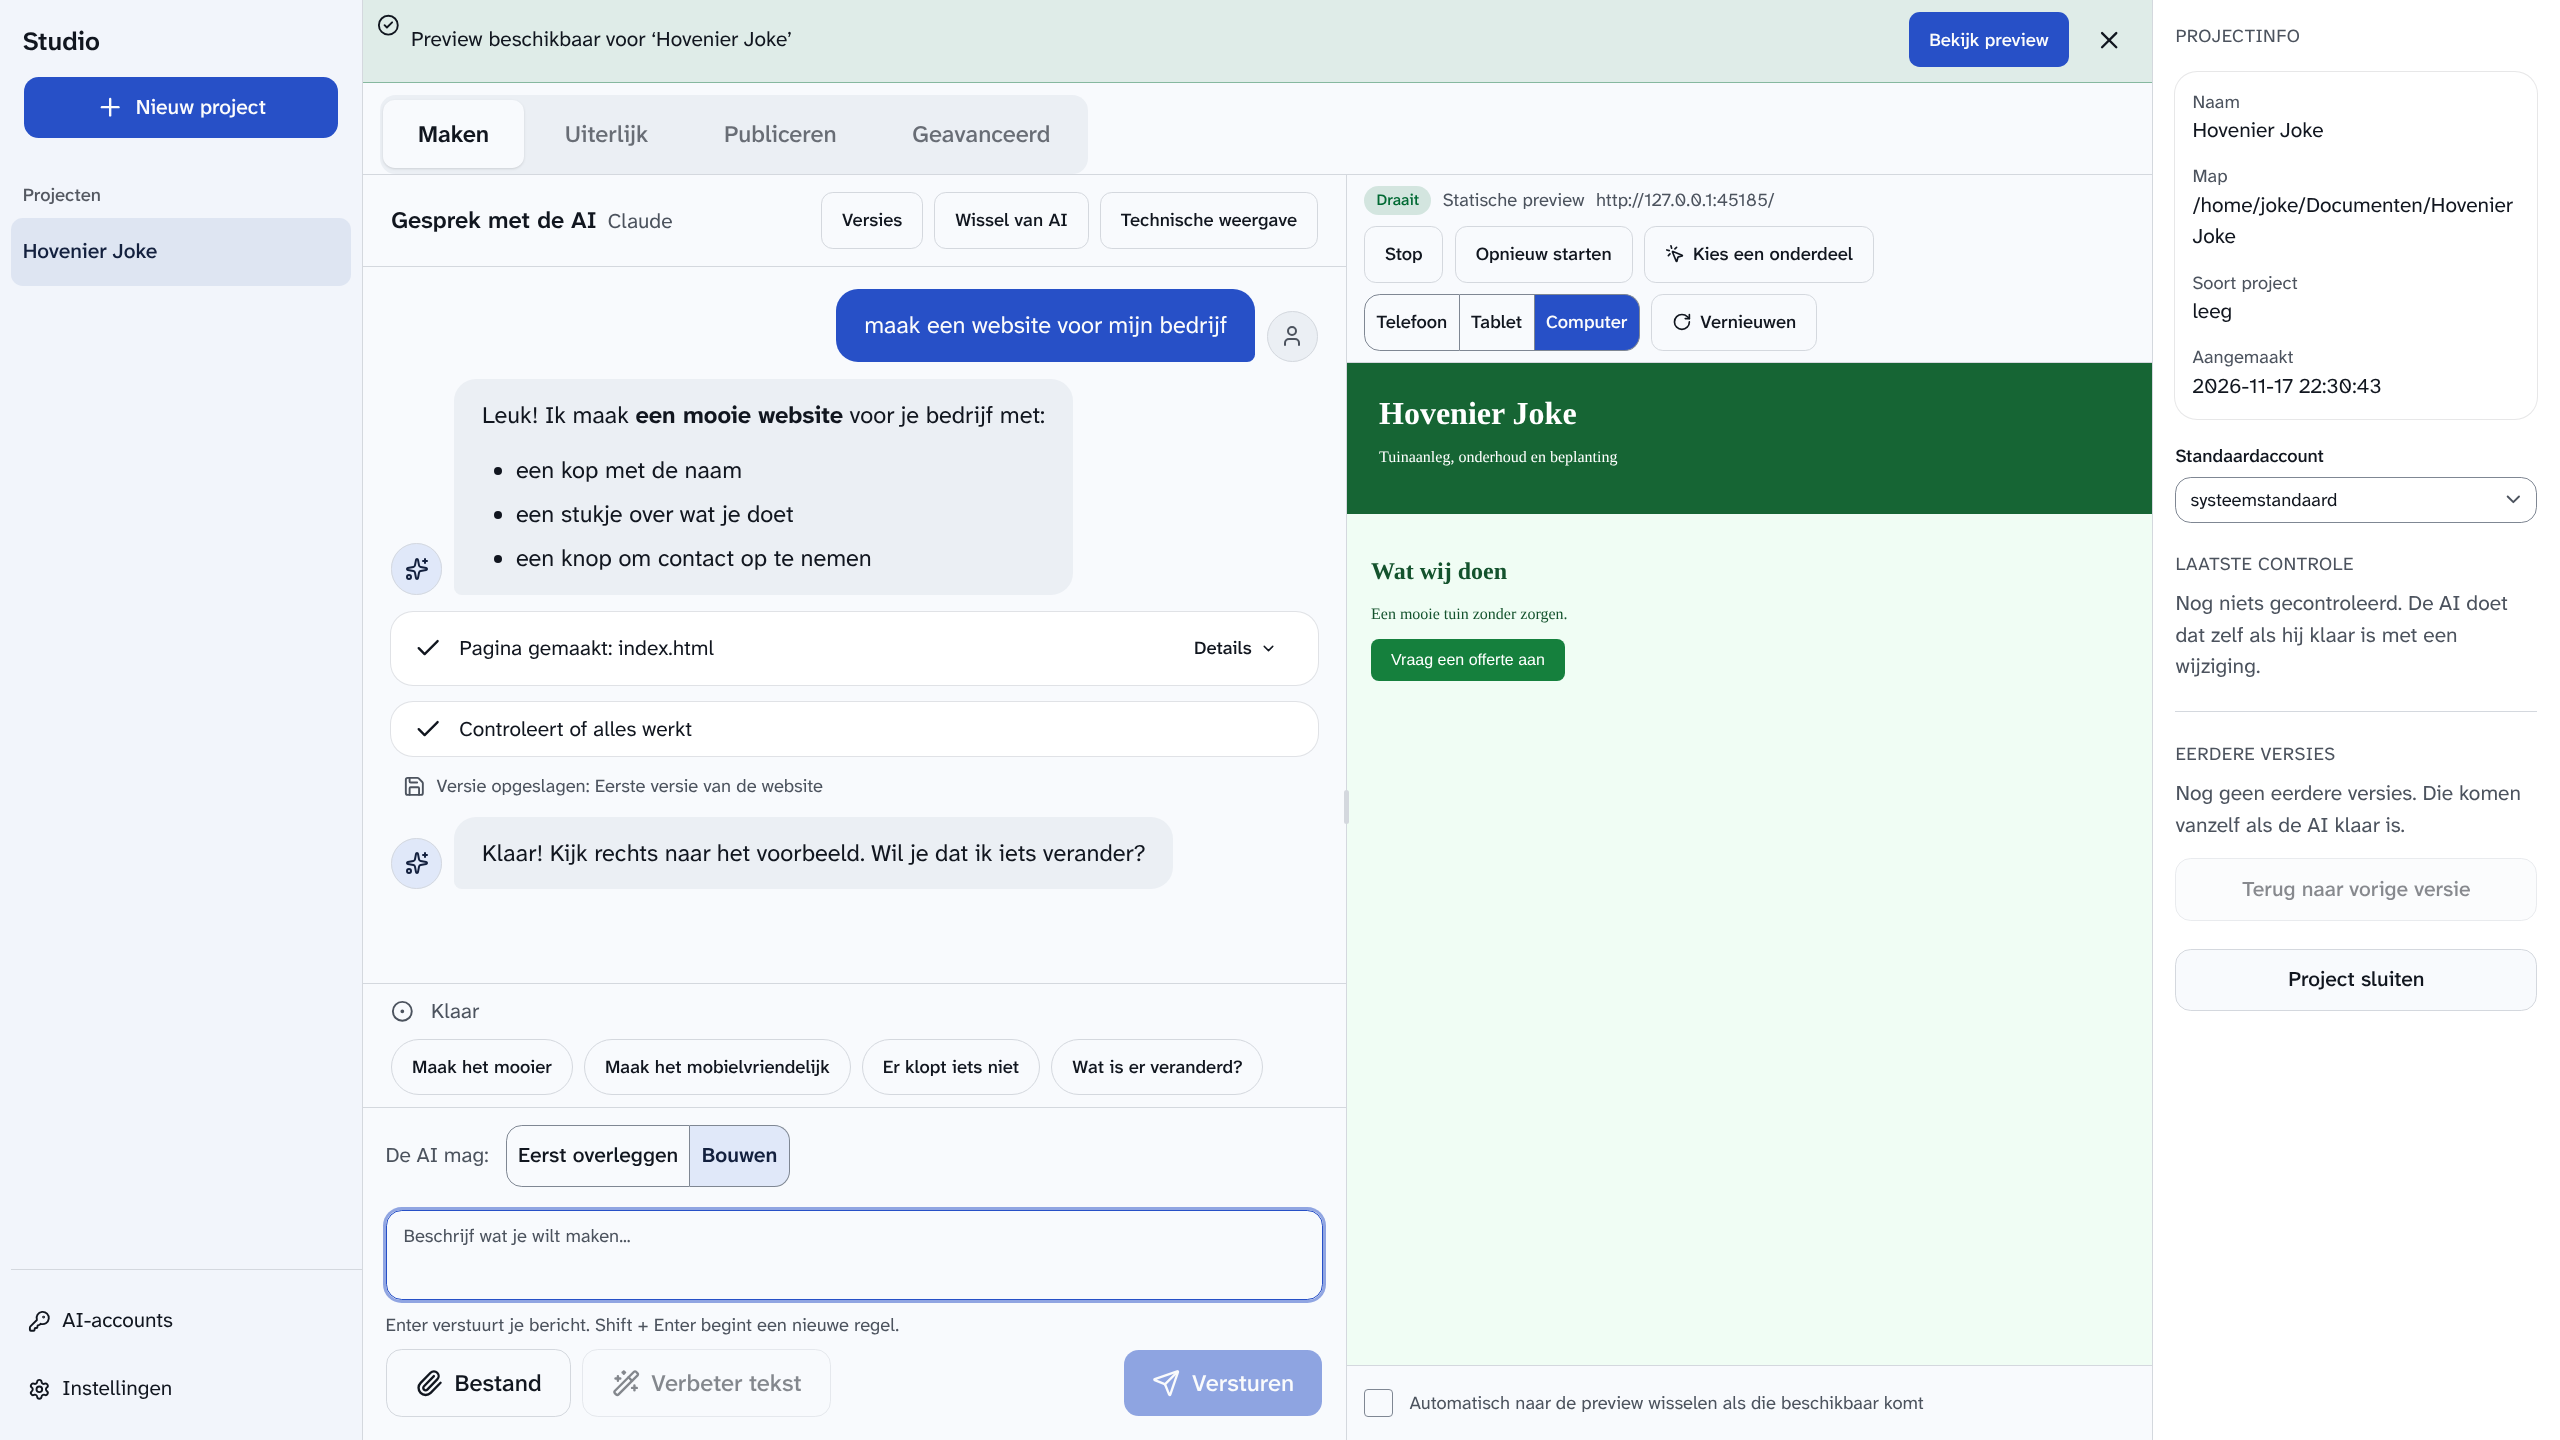 Studio
Nieuw project
Projecten
Hovenier Joke
AI-accounts
Instellingen
Preview beschikbaar voor ‘Hovenier Joke’
Bekijk preview
Maken
Uiterlijk
Publiceren
Geavanceerd
Gesprek met de AI Claude
Versies
Wissel van AI
Technische weergave
maak een website voor mijn bedrijf
Leuk! Ik maak een mooie website voor je bedrijf met:
• een kop met de naam
• een stukje over wat je doet
• een knop om contact op te nemen
Pagina gemaakt: index.html
Details
Controleert of alles werkt
Versie opgeslagen: Eerste versie van de website
Klaar! Kijk rechts naar het voorbeeld. Wil je dat ik iets verander?
Klaar
Maak het mooier
Maak het mobielvriendelijk
Er klopt iets niet
Wat is er veranderd?
De AI mag:
Eerst overleggen
Bouwen
Beschrijf wat je wilt maken...
Enter verstuurt je bericht. Shift + Enter begint een nieuwe regel.
Bestand
Verbeter tekst
Versturen
Draait
Statische preview
http://127.0.0.1:45185/
Stop
Opnieuw starten
Kies een onderdeel
Telefoon
Tablet
Computer
Vernieuwen
Hovenier Joke
Tuinaanleg, onderhoud en beplanting
Wat wij doen
Een mooie tuin zonder zorgen.
Vraag een offerte aan
Automatisch naar de preview wisselen als die beschikbaar komt
PROJECTINFO
Naam
Hovenier Joke
Map
/home/joke/Documenten/Hovenier
Joke
Soort project
leeg
Aangemaakt
2026-11-17 22:30:43
Standaardaccount
systeemstandaard
LAATSTE CONTROLE
Nog niets gecontroleerd. De AI doet
dat zelf als hij klaar is met een
wijziging.
EERDERE VERSIES
Nog geen eerdere versies. Die komen
vanzelf als de AI klaar is.
Terug naar vorige versie
Project sluiten